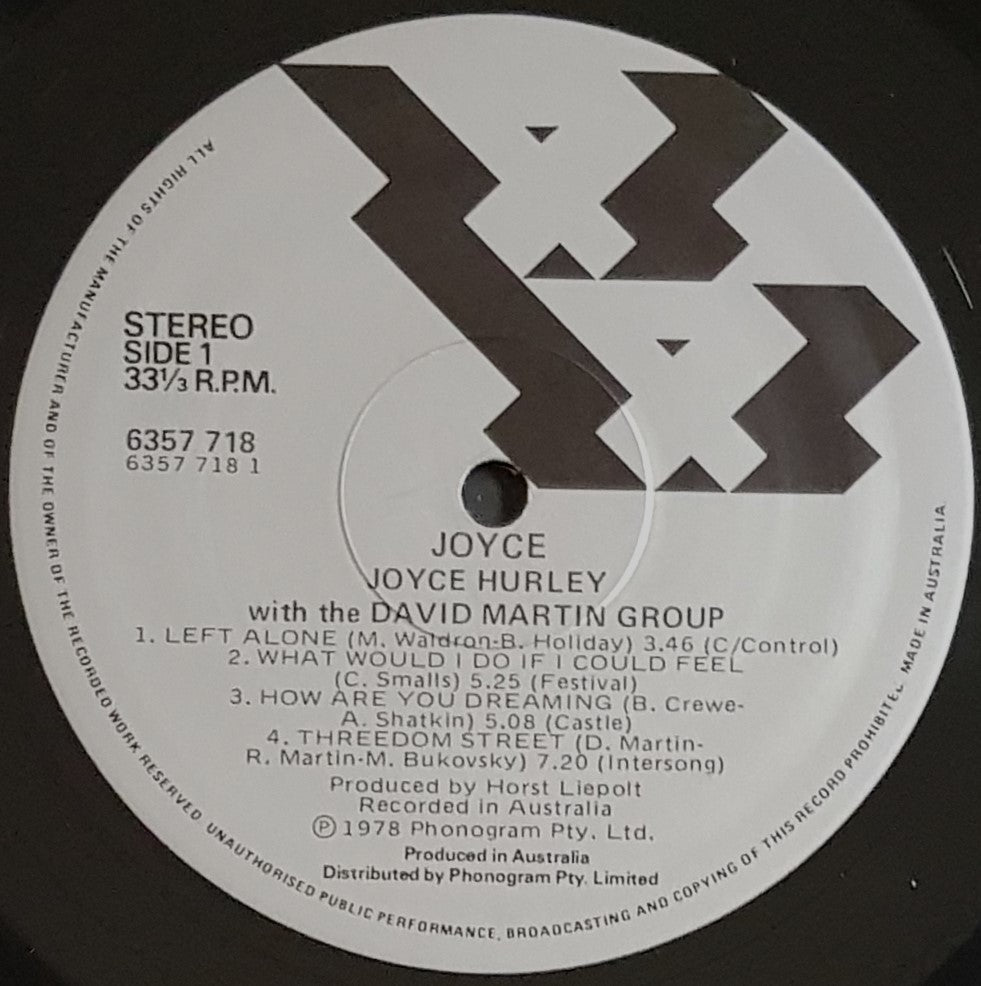 STEREO
SIDE 1
33⅓ R.P.M.
6357 718
6357 718 1
JOYCE
JOYCE HURLEY
with the DAVID MARTIN GROUP
1. LEFT ALONE (M. Waldron-B. Holiday) 3.46 (C/Control)
2. WHAT WOULD I DO IF I COULD FEEL
(C. Smalls) 5.25 (Festival)
3. HOW ARE YOU DREAMING (B. Crewe-
A. Shatkin) 5.08 (Castle)
4. THREEDOM STREET (D. Martin-
R. Martin-M. Bukovsky) 7.20 (Intersong)
Produced by Horst Liepolt
Recorded in Australia
Ⓟ 1978 Phonogram Pty. Ltd.
Produced in Australia
Distributed by Phonogram Pty. Limited
ALL RIGHTS OF THE MANUFACTURER AND OF THE OWNER OF THE RECORDED WORK RESERVED. UNAUTHORISED PUBLIC PERFORMANCE, BROADCASTING AND COPYING OF THIS RECORD PROHIBITED. MADE IN AUSTRALIA.